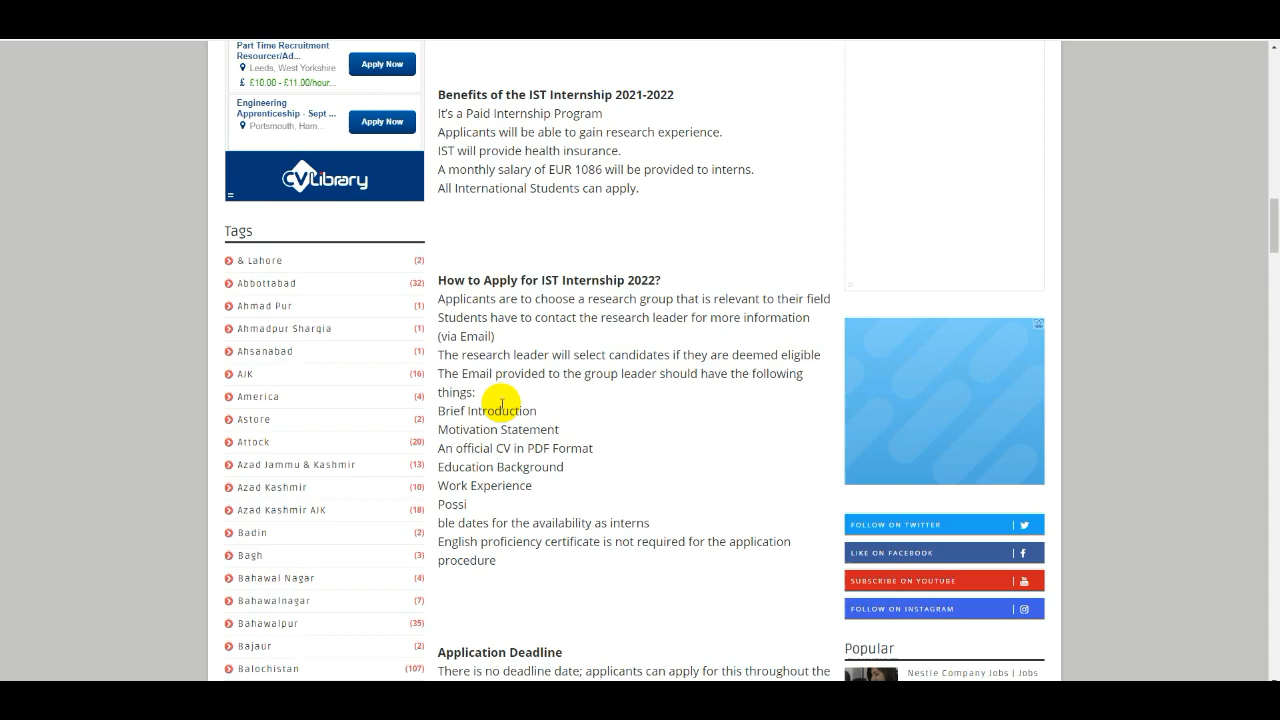 Part Time Recruitment
Resourcer/Ad...
Leeds, West Yorkshire
£ £10.00 - £11.00/hour...
Apply Now
Engineering
Apprenticeship - Sept ...
Portsmouth, Ham...
Apply Now
CV Library
Tags
& Lahore (2)
Abbottabad (32)
Ahmad Pur (1)
Ahmadpur Sharqia (1)
Ahsanabad (1)
AJK (16)
America (4)
Astore (2)
Attock (20)
Azad Jammu & Kashmir (13)
Azad Kashmir (10)
Azad Kashmir AJK (18)
Badin (2)
Bagh (3)
Bahawal Nagar (4)
Bahawalnagar (7)
Bahawalpur (35)
Bajaur (2)
Balochistan (107)
Benefits of the IST Internship 2021-2022
It's a Paid Internship Program
Applicants will be able to gain research experience.
IST will provide health insurance.
A monthly salary of EUR 1086 will be provided to interns.
All International Students can apply.
How to Apply for IST Internship 2022?
Applicants are to choose a research group that is relevant to their field
Students have to contact the research leader for more information
(via Email)
The research leader will select candidates if they are deemed eligible
The Email provided to the group leader should have the following
things:
Brief Introduction
Motivation Statement
An official CV in PDF Format
Education Background
Work Experience
Possi
ble dates for the availability as interns
English proficiency certificate is not required for the application
procedure
Application Deadline
There is no deadline date; applicants can apply for this throughout the
FOLLOW ON TWITTER
LIKE ON FACEBOOK
SUBSCRIBE ON YOUTUBE
FOLLOW ON INSTAGRAM
Popular
Nestle Company Jobs | Jobs